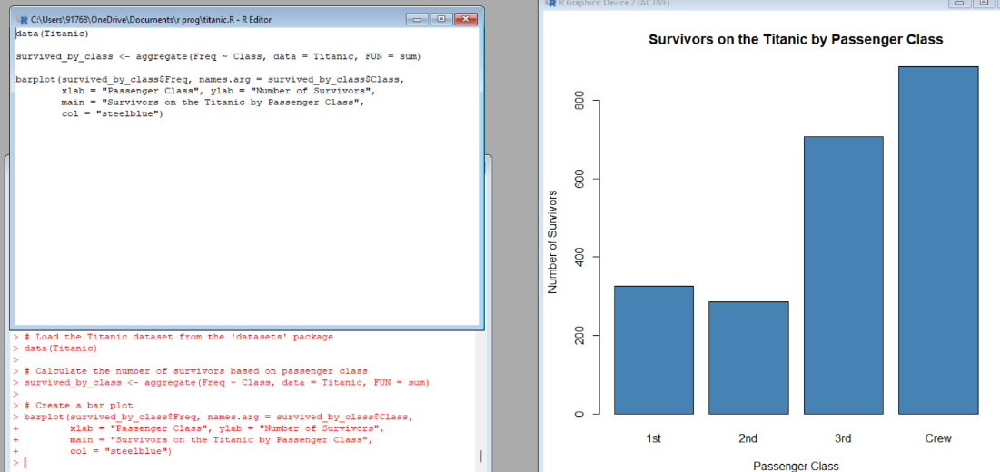 C:\Users\91768\OneDrive\Documents\r prog\titanic.R - R Editor
data(Titanic)
survived_by_class <- aggregate(Freq ~ Class, data = Titanic, FUN = sum)
barplot(survived_by_class$Freq, names.arg = survived_by_class$Class,
xlab = "Passenger Class", ylab = "Number of Survivors",
main = "Survivors on the Titanic by Passenger Class",
col = "steelblue")
> # Load the Titanic dataset from the 'datasets' package
> data(Titanic)
>
> # Calculate the number of survivors based on passenger class
> survived_by_class <- aggregate(Freq ~ Class, data = Titanic, FUN = sum)
>
> # Create a bar plot
> barplot(survived_by_class$Freq, names.arg = survived_by_class$Class,
+ xlab = "Passenger Class", ylab = "Number of Survivors",
+ main = "Survivors on the Titanic by Passenger Class",
+ col = "steelblue")
>
R Graphics: Device 2 (ACTIVE)
Survivors on the Titanic by Passenger Class
Number of Survivors
800
600
400
200
0
1st 2nd 3rd Crew
Passenger Class